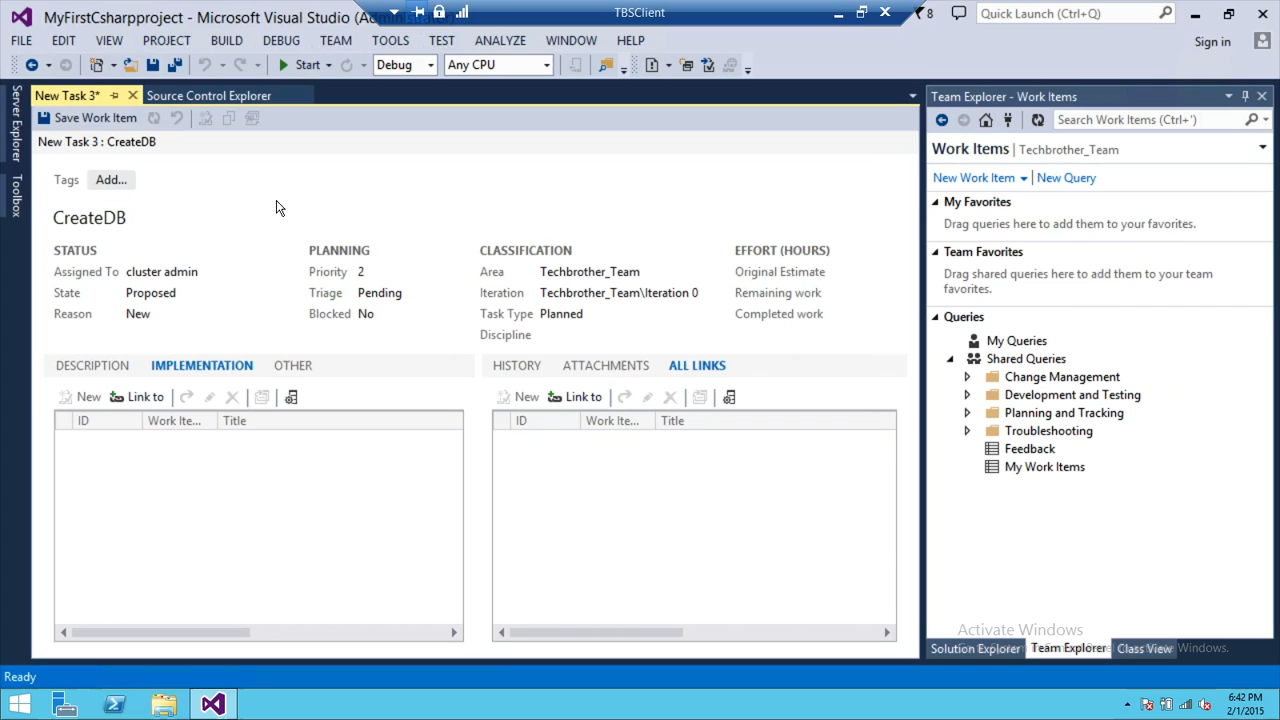 MyFirstCsharpproject - Microsoft Visual Studio (Administrator)
TBSClient
8
Quick Launch (Ctrl+Q)
FILE EDIT VIEW PROJECT BUILD DEBUG TEAM TOOLS TEST ANALYZE WINDOW HELP
Sign in
Start Debug Any CPU
Server Explorer
Toolbox
New Task 3* Source Control Explorer
Save Work Item
New Task 3 : CreateDB
Tags Add...
CreateDB
STATUS PLANNING CLASSIFICATION EFFORT (HOURS)
Assigned To cluster admin Priority 2 Area Techbrother_Team Original Estimate
State Proposed Triage Pending Iteration Techbrother_Team\Iteration 0 Remaining work
Reason New Blocked No Task Type Planned Completed work
Discipline
DESCRIPTION IMPLEMENTATION OTHER HISTORY ATTACHMENTS ALL LINKS
New Link to New Link to
ID Work Ite... Title ID Work Ite... Title
Team Explorer - Work Items
Search Work Items (Ctrl+')
Work Items | Techbrother_Team
New Work Item | New Query
My Favorites
Drag queries here to add them to your favorites.
Team Favorites
Drag shared queries here to add them to your team
favorites.
Queries
My Queries
Shared Queries
Change Management
Development and Testing
Planning and Tracking
Troubleshooting
Feedback
My Work Items
Activate Windows
Windows.
Solution Explorer Team Explorer Class View
Ready
6:42 PM
2/1/2015